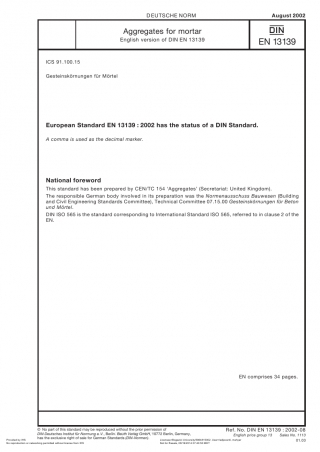 DEUTSCHE NORM
August 2002
Aggregates for mortar
English version of DIN EN 13139
DIN
EN 13139
ICS 91.100.15
Gesteinskörnungen für Mörtel
European Standard EN 13139 : 2002 has the status of a DIN Standard.
A comma is used as the decimal marker.
National foreword
This standard has been prepared by CEN/TC 154 ‘Aggregates’ (Secretariat: United Kingdom).
The responsible German body involved in its preparation was the Normenausschuss Bauwesen (Building
and Civil Engineering Standards Committee), Technical Committee 07.15.00 Gesteinskörnungen für Beton
und Mörtel.
DIN ISO 565 is the standard corresponding to International Standard ISO 565, referred to in clause 2 of the
EN.
EN comprises 34 pages.
© No part of this standard may be reproduced without the prior permission of
DIN Deutsches Institut für Normung e.V., Berlin. Beuth Verlag GmbH, 10772 Berlin, Germany,
has the exclusive right of sale for German Standards (DIN-Normen).
Ref. No. DIN EN 13139 : 2002-08
English price group 13 Sales No. 1113
01.03